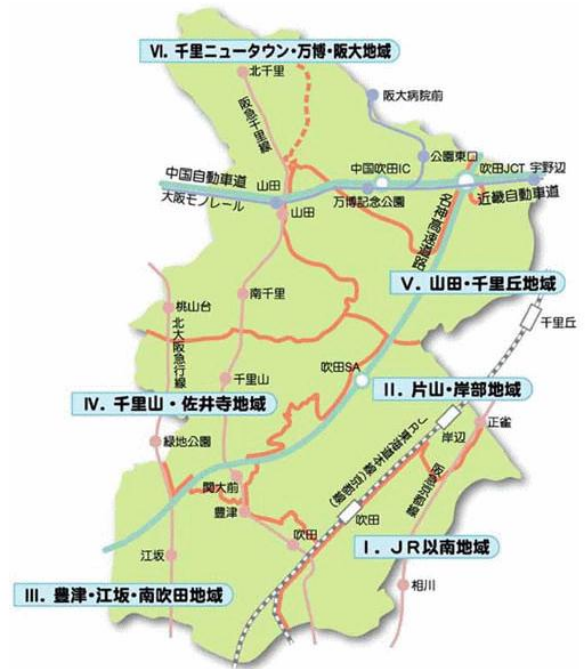 Ⅵ. 千里ニュータウン・万博・阪大地域
北千里
阪大病院前
阪急千里線
公園東口
中国吹田IC
吹田JCT
宇野辺
中国自動車道
山田
大阪モノレール
万博記念公園
近畿自動車道
山田
名神高速道路
Ⅴ. 山田・千里丘地域
南千里
桃山台
千里丘
北大阪急行線
吹田SA
千里山
Ⅱ. 片山・岸部地域
Ⅳ. 千里山・佐井寺地域
正雀
岸辺
緑地公園
JR東海道本線(京都線)
阪急京都線
関大前
豊津
吹田
吹田
江坂
Ⅰ. JR以南地域
相川
Ⅲ. 豊津・江坂・南吹田地域